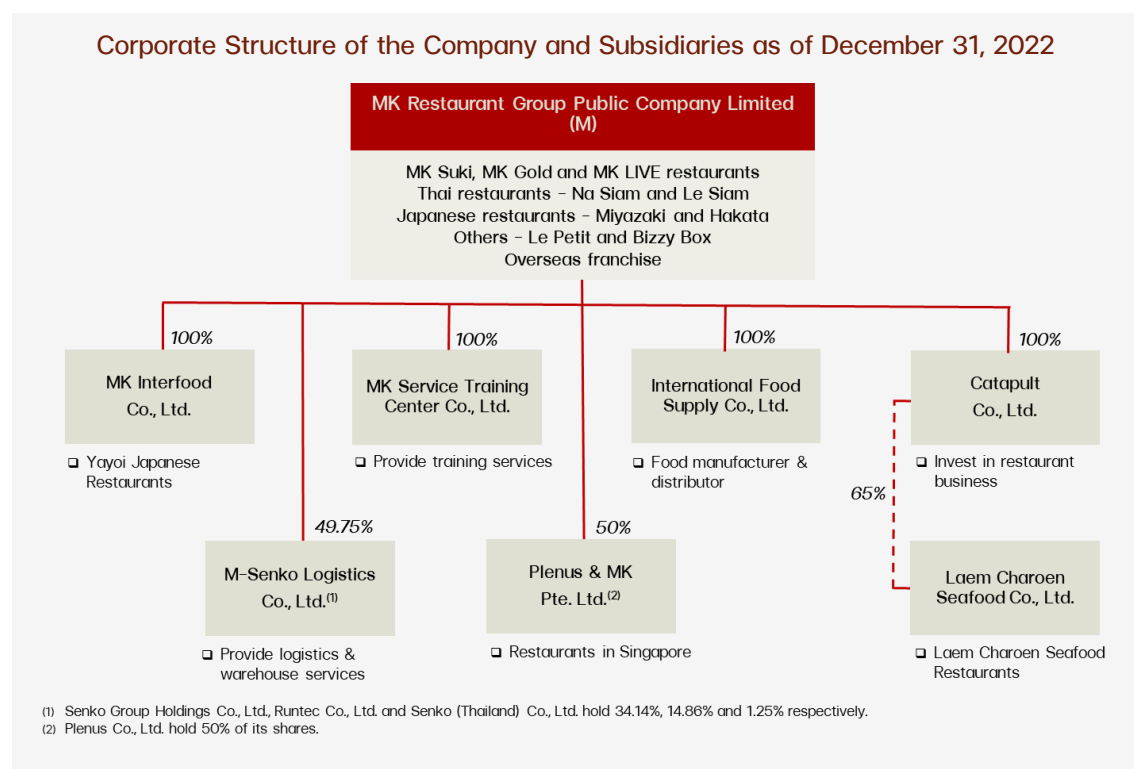 Corporate Structure of the Company and Subsidiaries as of December 31, 2022
MK Restaurant Group Public Company Limited
(M)
MK Suki, MK Gold and MK LIVE restaurants
Thai restaurants – Na Siam and Le Siam
Japanese restaurants – Miyazaki and Hakata
Others – Le Petit and Bizzy Box
Overseas franchise
100%
MK Interfood
Co., Ltd.
Yayoi Japanese
Restaurants
100%
MK Service Training
Center Co., Ltd.
Provide training services
100%
International Food
Supply Co., Ltd.
Food manufacturer &
distributor
100%
Catapult
Co., Ltd.
Invest in restaurant
business
65%
49.75%
M-Senko Logistics
Co., Ltd.(1)
Provide logistics &
warehouse services
50%
Plenus & MK
Pte. Ltd.(2)
Restaurants in Singapore
Laem Charoen
Seafood Co., Ltd.
Laem Charoen Seafood
Restaurants
(1) Senko Group Holdings Co., Ltd., Runtec Co., Ltd. and Senko (Thailand) Co., Ltd. hold 34.14%, 14.86% and 1.25% respectively.
(2) Plenus Co., Ltd. hold 50% of its shares.